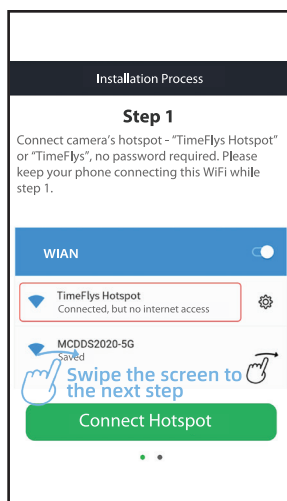 Installation Process
Step 1
Connect camera's hotspot – "TimeFlys Hotspot"
or "TimeFlys", no password required. Please
keep your phone connecting this WiFi while
step 1.
WIAN
TimeFlys Hotspot
Connected, but no internet access
MCDDS2020-5G
Saved
Swipe the screen to
the next step
Connect Hotspot